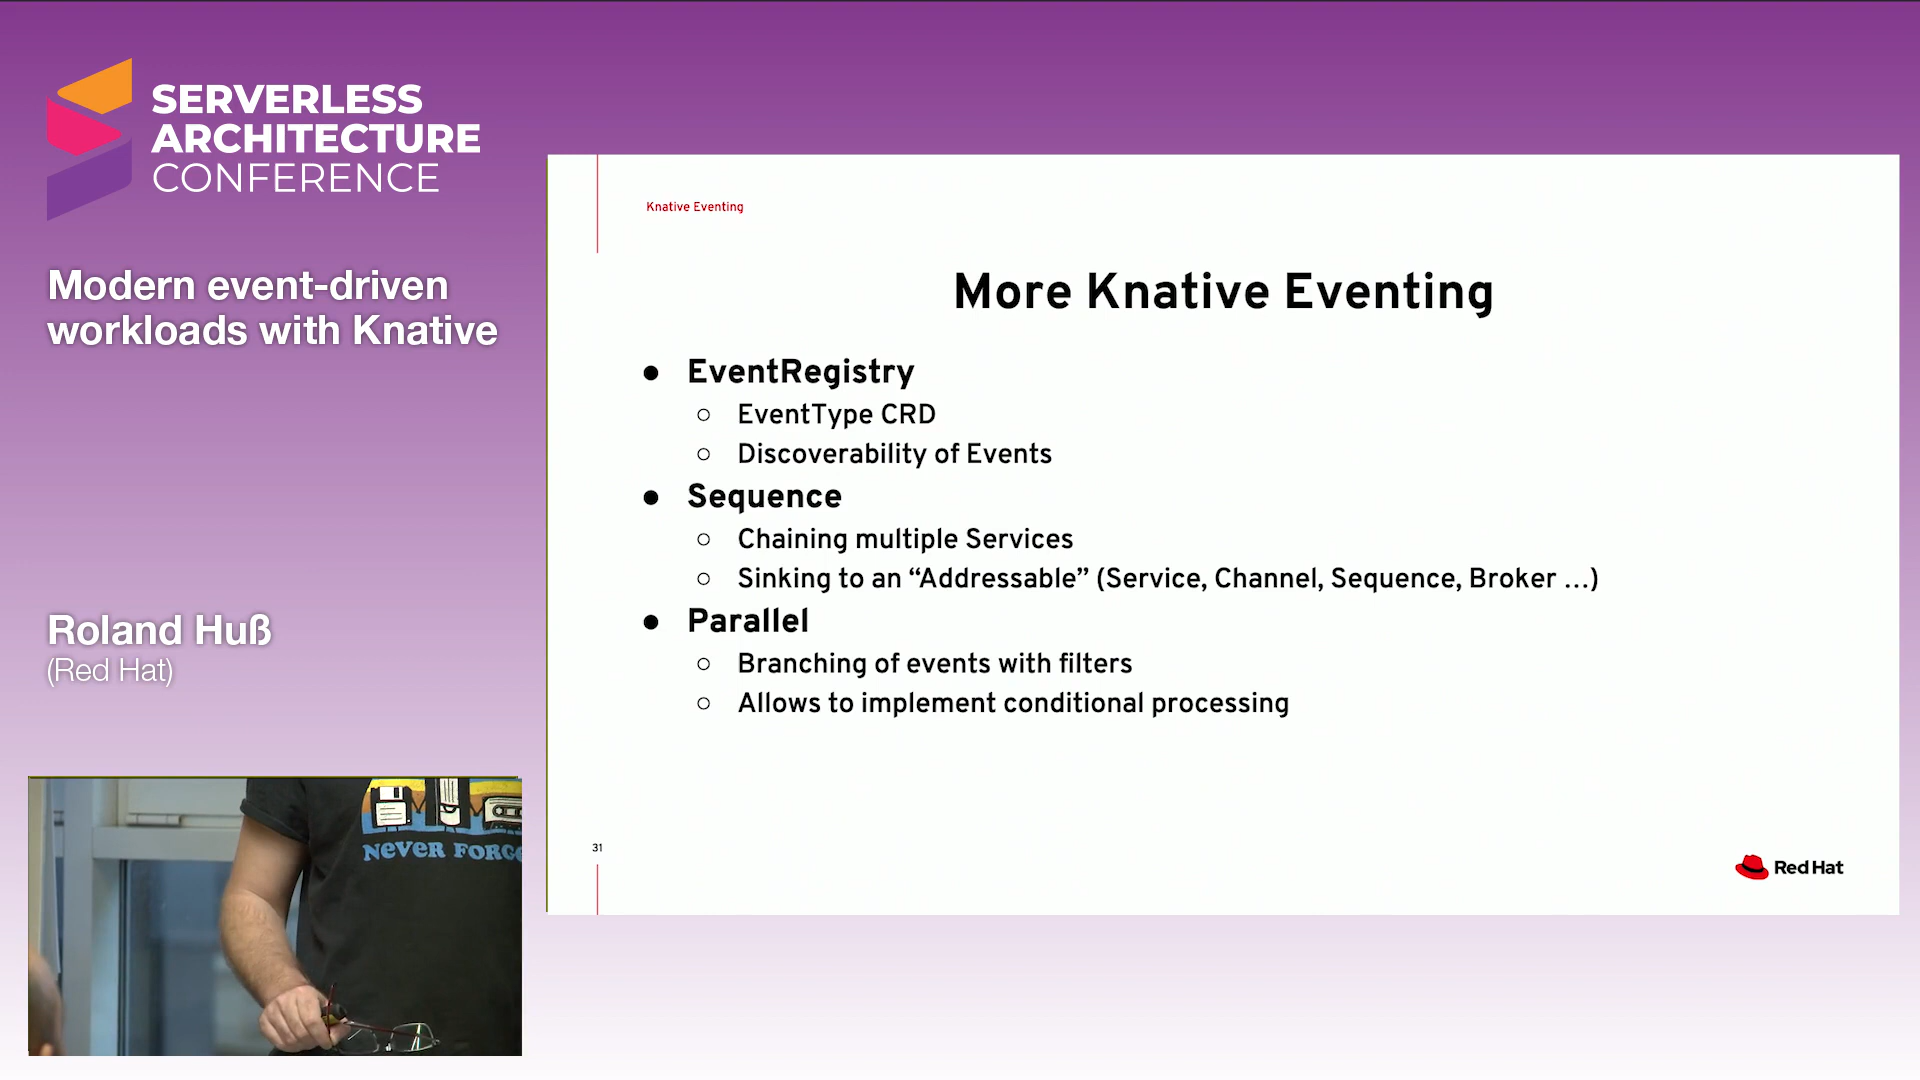 SERVERLESS
ARCHITECTURE
CONFERENCE
Modern event-driven
workloads with Knative
Roland Huß
(Red Hat)
Knative Eventing
More Knative Eventing
● EventRegistry
○ EventType CRD
○ Discoverability of Events
● Sequence
○ Chaining multiple Services
○ Sinking to an “Addressable” (Service, Channel, Sequence, Broker ...)
● Parallel
○ Branching of events with filters
○ Allows to implement conditional processing
31
Red Hat
NEVER